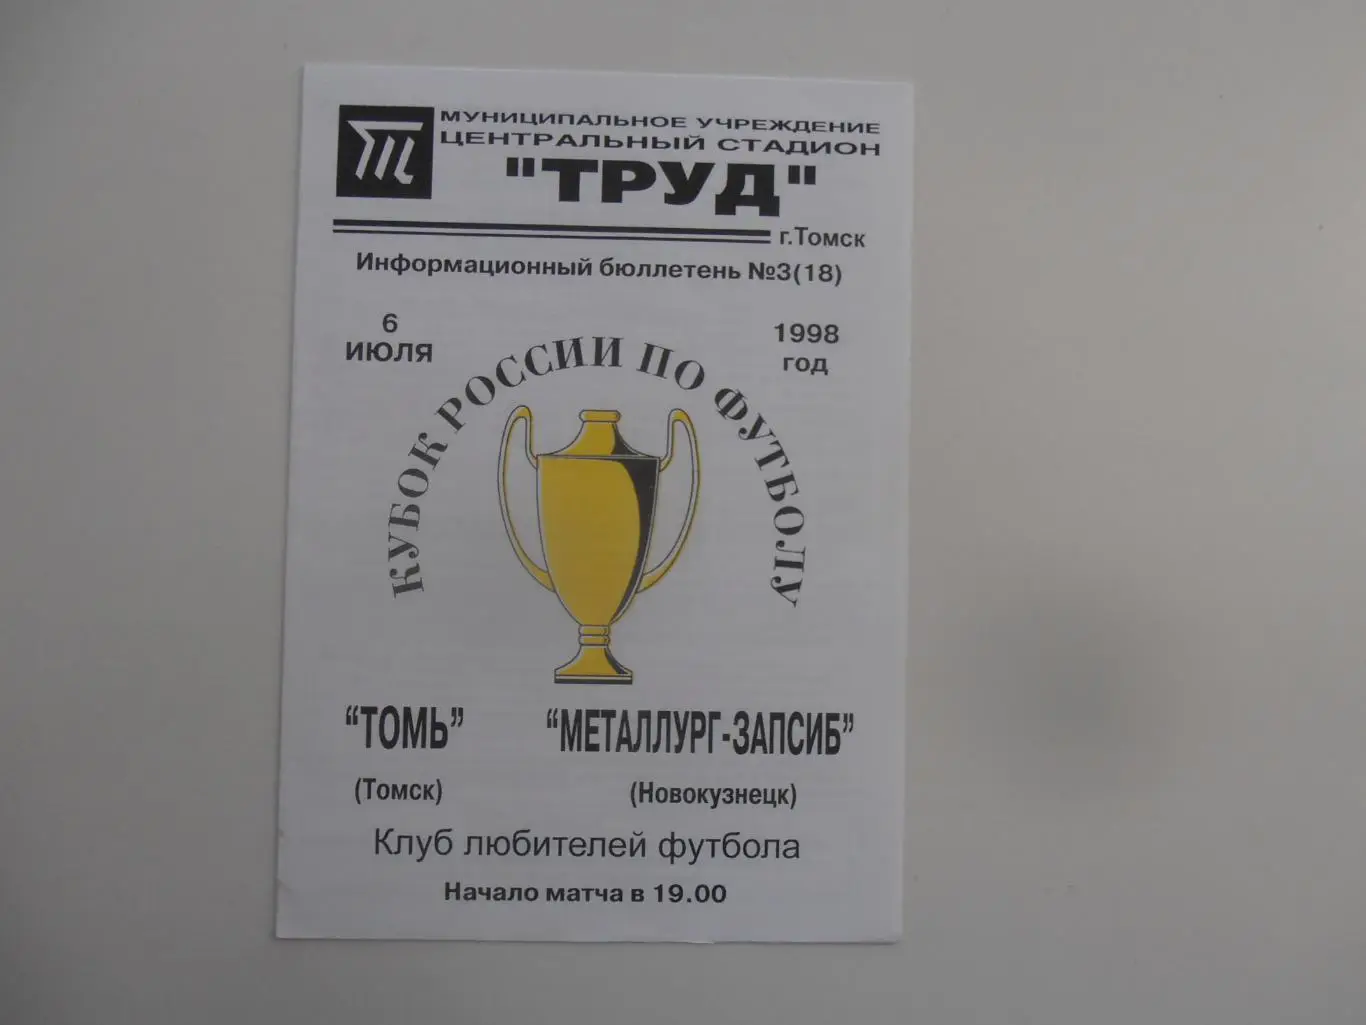 МУНИЦИПАЛЬНОЕ УЧРЕЖДЕНИЕ
ЦЕНТРАЛЬНЫЙ СТАДИОН
"ТРУД"
г.Томск
Информационный бюллетень №3(18)
6
ИЮЛЯ
1998
год
КУБОК РОССИИ ПО ФУТБОЛУ
“ТОМЬ”
(Томск)
“МЕТАЛЛУРГ-ЗАПСИБ”
(Новокузнецк)
Клуб любителей футбола
Начало матча в 19.00